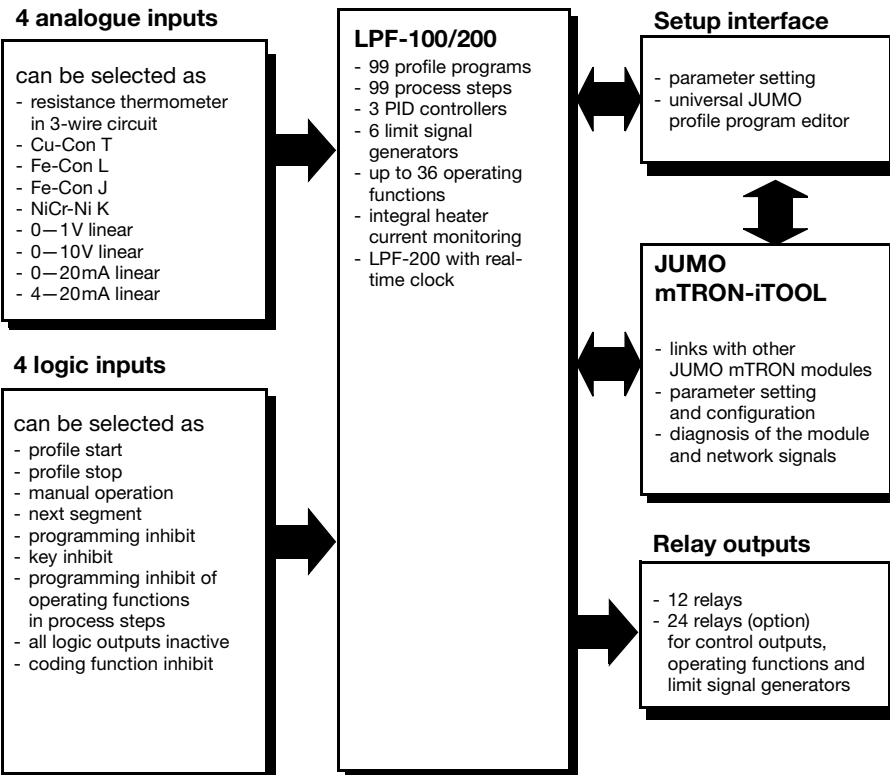 4 analogue inputs
can be selected as
- resistance thermometer
in 3-wire circuit
- Cu-Con T
- Fe-Con L
- Fe-Con J
- NiCr-Ni K
- 0—1V linear
- 0—10V linear
- 0—20mA linear
- 4—20mA linear
4 logic inputs
can be selected as
- profile start
- profile stop
- manual operation
- next segment
- programming inhibit
- key inhibit
- programming inhibit of
operating functions
in process steps
- all logic outputs inactive
- coding function inhibit
LPF-100/200
- 99 profile programs
- 99 process steps
- 3 PID controllers
- 6 limit signal
generators
- up to 36 operating
functions
- integral heater
current monitoring
- LPF-200 with real-
time clock
Setup interface
- parameter setting
- universal JUMO
profile program editor
JUMO
mTRON-iTOOL
- links with other
JUMO mTRON modules
- parameter setting
and configuration
- diagnosis of the module
and network signals
Relay outputs
- 12 relays
- 24 relays (option)
for control outputs,
operating functions and
limit signal generators